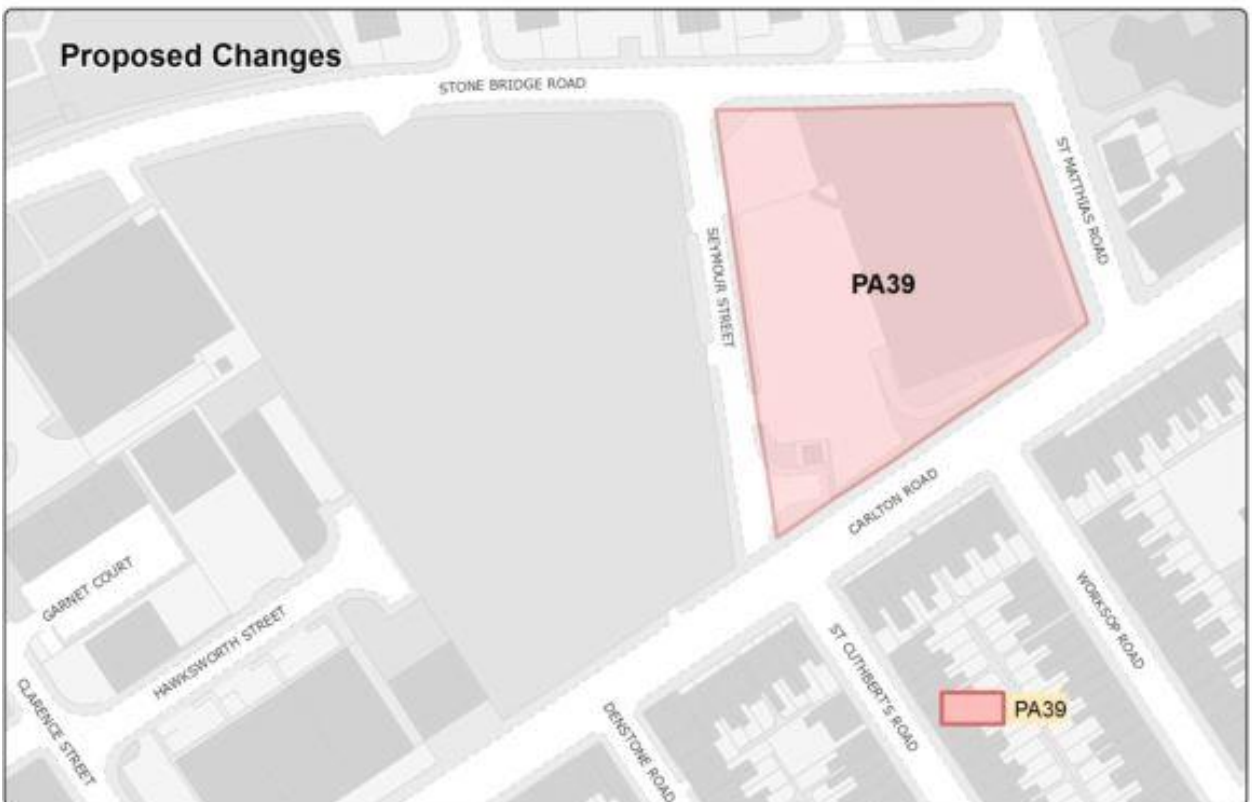 Proposed Changes
STONE BRIDGE ROAD
ST MATTHIAS ROAD
SEYMOUR STREET
PA39
CARLTON ROAD
GARNET COURT
HAWKSWORTH STREET
CLARENCE STREET
DENSTONE ROAD
ST CUTHBERT'S ROAD
WORKSOP ROAD
PA39